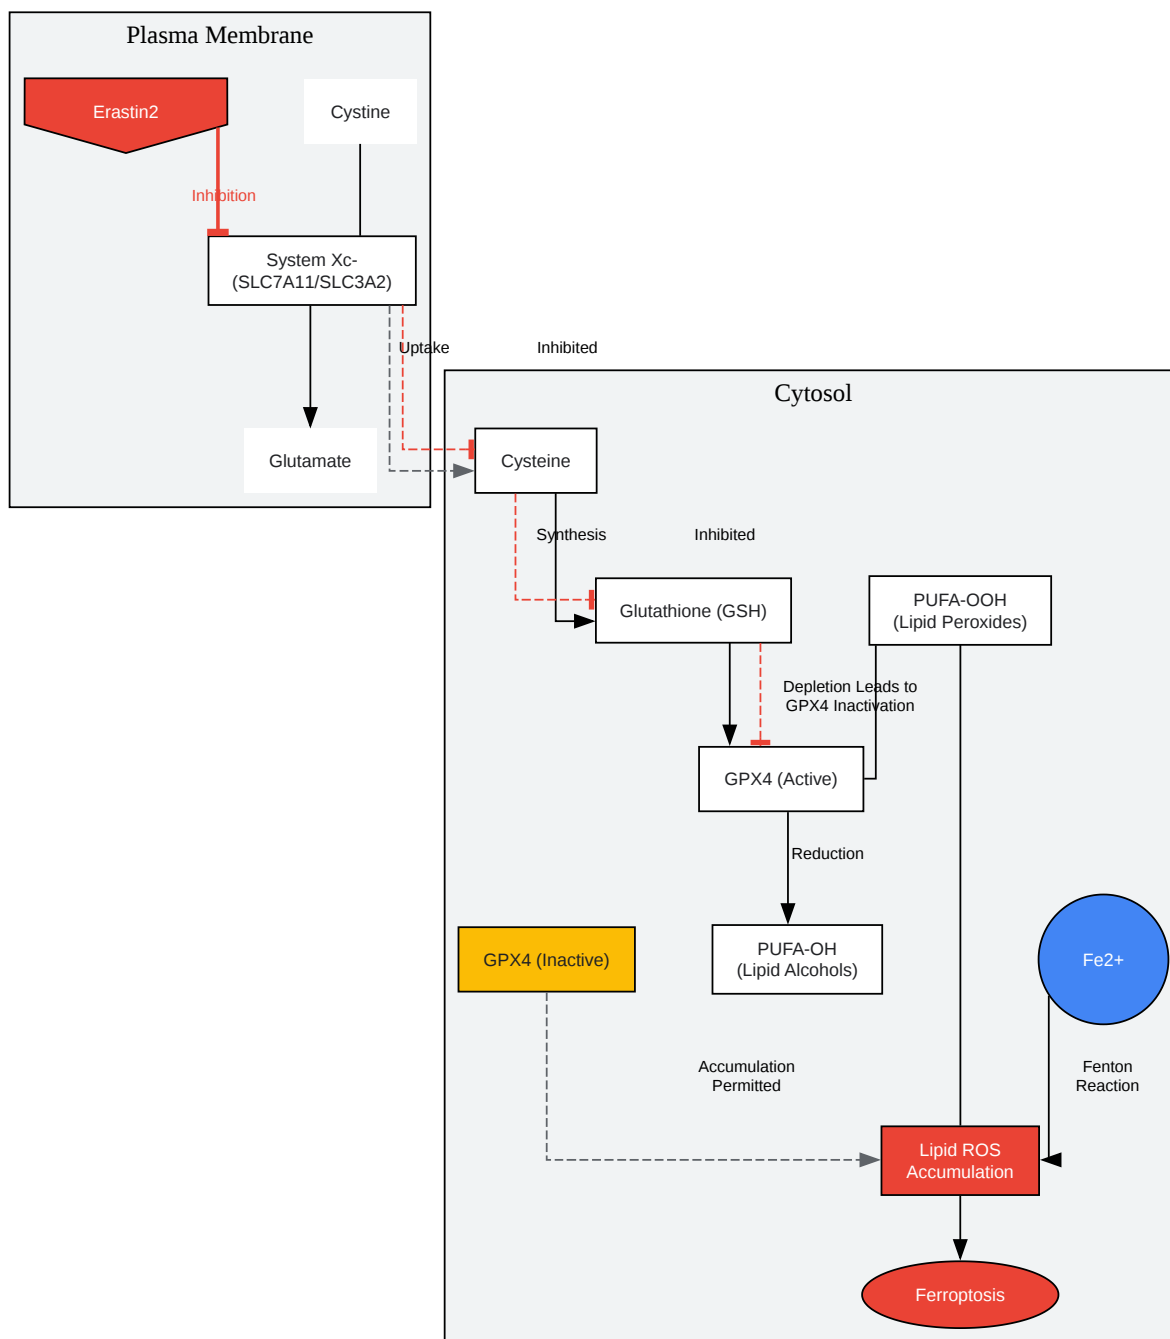 Plasma Membrane
Erastin2
Cystine
Inhibition
System Xc-
(SLC7A11/SLC3A2)
Uptake
Inhibited
Cytosol
Glutamate
Cysteine
Synthesis
Inhibited
Glutathione (GSH)
PUFA-OOH
(Lipid Peroxides)
Depletion Leads to
GPX4 Inactivation
GPX4 (Active)
Reduction
GPX4 (Inactive)
PUFA-OH
(Lipid Alcohols)
Fe2+
Accumulation
Permitted
Fenton
Reaction
Lipid ROS
Accumulation
Ferroptosis